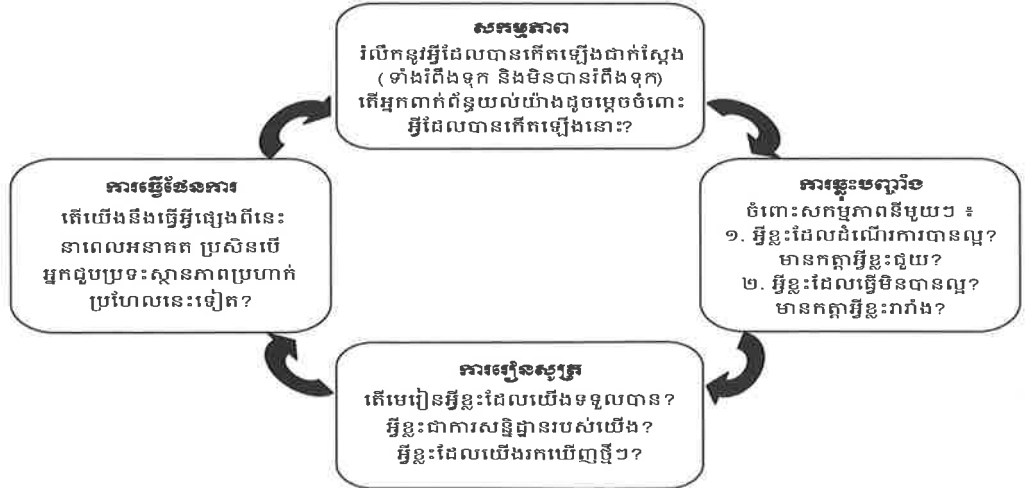 សកម្មភាព
រំលឹកនូវអ្វីដែលបានកើតឡើងជាក់ស្តែង
( ទាំងរំពឹងទុក និងមិនបានរំពឹងទុក)
តើអ្នកពាក់ព័ន្ធយល់យ៉ាងដូចម្តេចចំពោះ
អ្វីដែលបានកើតឡើងនោះ?
ការឆ្លុះបញ្ចាំង
ចំពោះសកម្មភាពនីមួយៗ ៖
១. អ្វីខ្លះដែលដំណើរការបានល្អ?
មានកត្តាអ្វីខ្លះជួយ?
២. អ្វីខ្លះដែលធ្វើមិនបានល្អ?
មានកត្តាអ្វីខ្លះរារាំង?
ការរៀនសូត្រ
តើមេរៀនអ្វីខ្លះដែលយើងទទួលបាន?
អ្វីខ្លះជាការសន្និដ្ឋានរបស់យើង?
អ្វីខ្លះដែលយើងរកឃើញថ្មីៗ?
ការធ្វើផែនការ
តើយើងនឹងធ្វើអ្វីផ្សេងពីនេះ
នាពេលអនាគត ប្រសិនបើ
អ្នកជួបប្រទះស្ថានភាពប្រហាក់
ប្រហែលនេះទៀត?